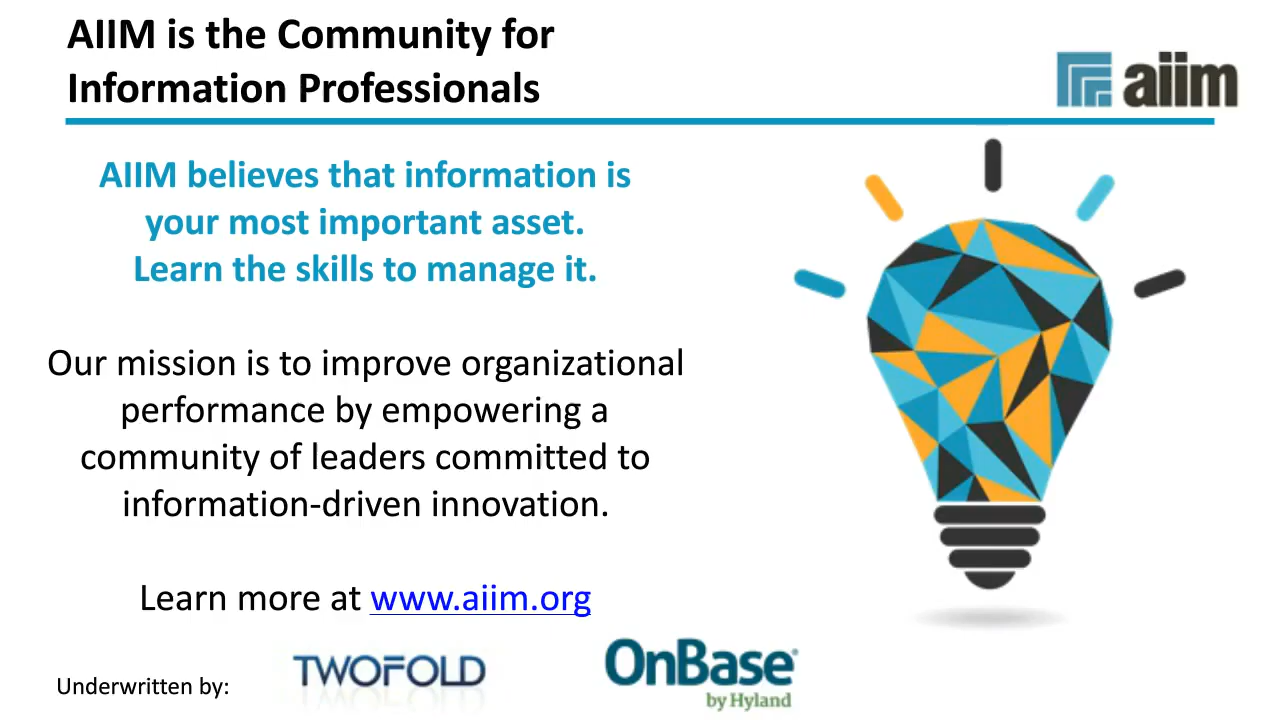 AIIM is the Community for
Information Professionals
aiim
AIIM believes that information is
your most important asset.
Learn the skills to manage it.
Our mission is to improve organizational
performance by empowering a
community of leaders committed to
information-driven innovation.
Learn more at www.aiim.org
Underwritten by:
TWOFOLD
OnBase®
by Hyland